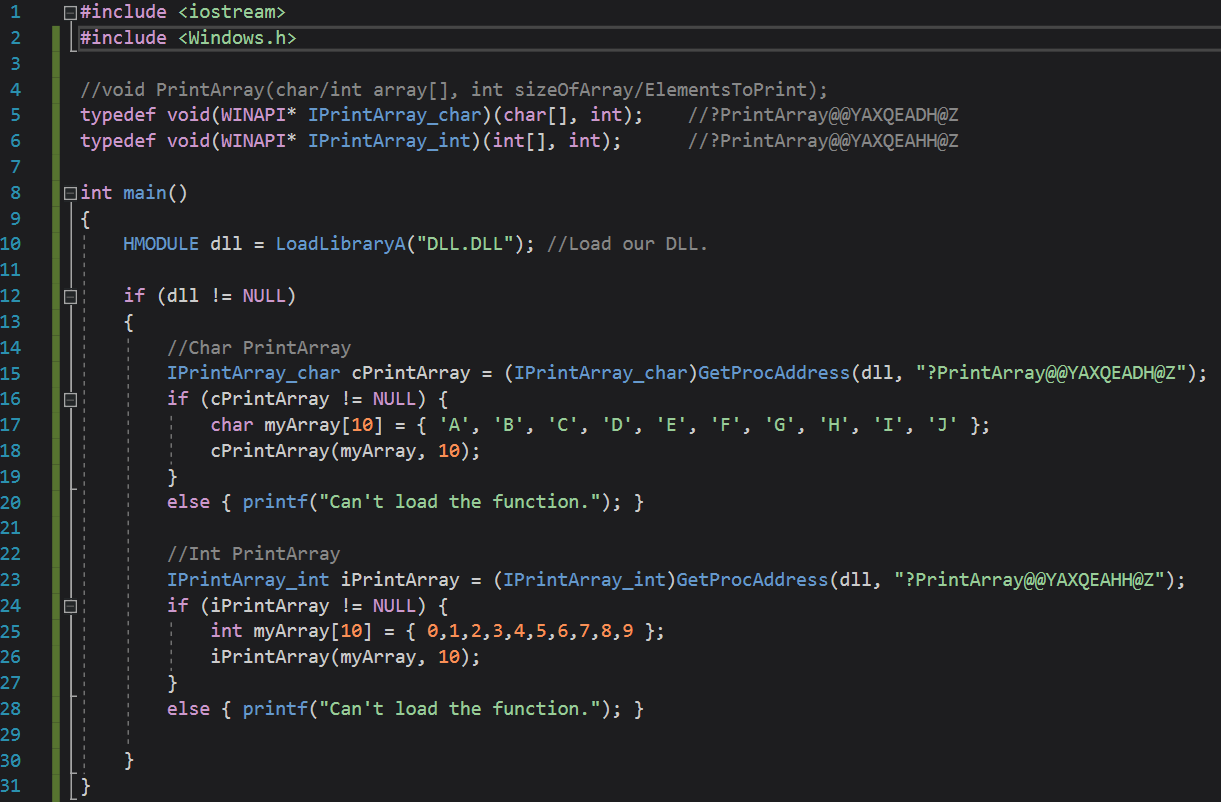 1 #include <iostream>
2 #include <Windows.h>
3
4 //void PrintArray(char/int array[], int sizeOfArray/ElementsToPrint);
5 typedef void(WINAPI* IPrintArray_char)(char[], int);    //?PrintArray@@YAXQEADH@Z
6 typedef void(WINAPI* IPrintArray_int)(int[], int);      //?PrintArray@@YAXQEAHH@Z
7
8 int main()
9 {
10     HMODULE dll = LoadLibraryA("DLL.DLL"); //Load our DLL.
11
12     if (dll != NULL)
13     {
14         //Char PrintArray
15         IPrintArray_char cPrintArray = (IPrintArray_char)GetProcAddress(dll, "?PrintArray@@YAXQEADH@Z");
16         if (cPrintArray != NULL) {
17             char myArray[10] = { 'A', 'B', 'C', 'D', 'E', 'F', 'G', 'H', 'I', 'J' };
18             cPrintArray(myArray, 10);
19         }
20         else { printf("Can't load the function."); }
21
22         //Int PrintArray
23         IPrintArray_int iPrintArray = (IPrintArray_int)GetProcAddress(dll, "?PrintArray@@YAXQEAHH@Z");
24         if (iPrintArray != NULL) {
25             int myArray[10] = { 0,1,2,3,4,5,6,7,8,9 };
26             iPrintArray(myArray, 10);
27         }
28         else { printf("Can't load the function."); }
29
30     }
31 }